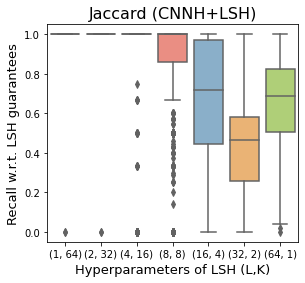 Jaccard (CNNH+LSH)
Recall w.r.t. LSH guarantees
1.0
0.8
0.6
0.4
0.2
0.0
(1, 64) (2, 32) (4, 16) (8, 8) (16, 4) (32, 2) (64, 1)
Hyperparameters of LSH (L,K)